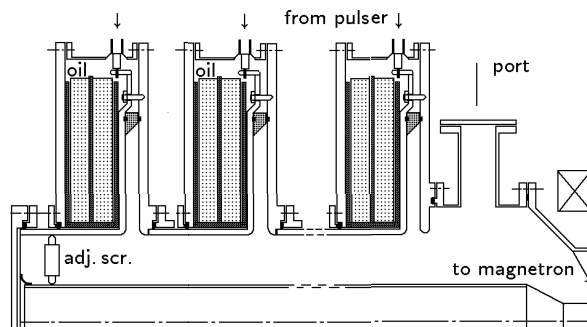 from pulser
port
oil
oil
adj. scr.
to magnetron